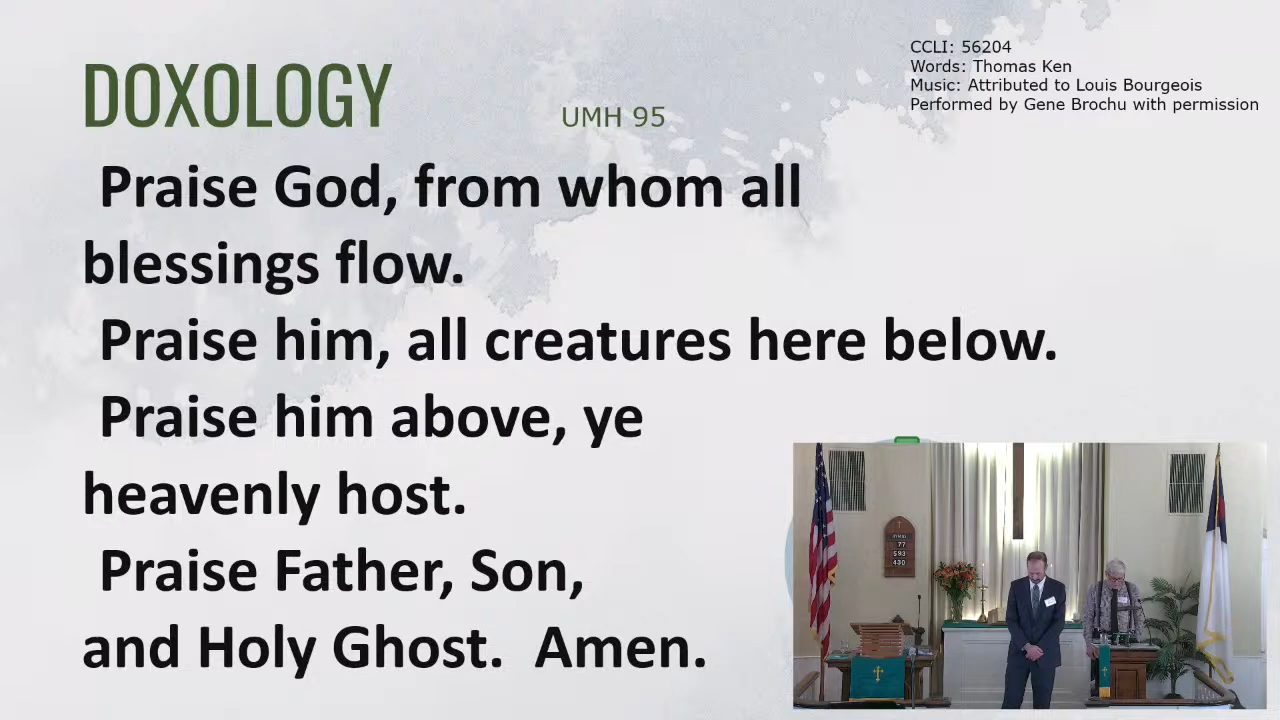 DOXOLOGY
UMH 95
CCLI: 56204
Words: Thomas Ken
Music: Attributed to Louis Bourgeois
Performed by Gene Brochu with permission
Praise God, from whom all
blessings flow.
Praise him, all creatures here below.
Praise him above, ye
heavenly host.
Praise Father, Son,
and Holy Ghost. Amen.
77
593
430